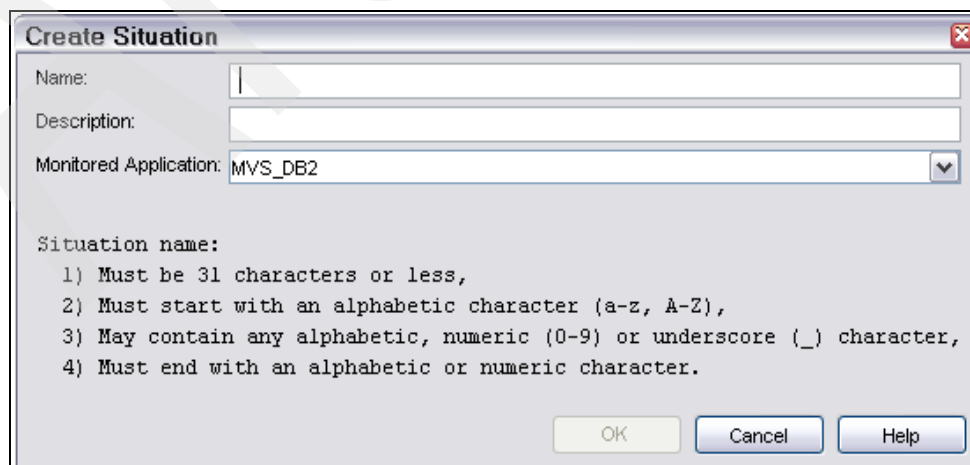 Create Situation
Name:
Description:
Monitored Application: MVS_DB2
Situation name:
1) Must be 31 characters or less,
2) Must start with an alphabetic character (a-z, A-Z),
3) May contain any alphabetic, numeric (0-9) or underscore (_) character,
4) Must end with an alphabetic or numeric character.
OK Cancel Help